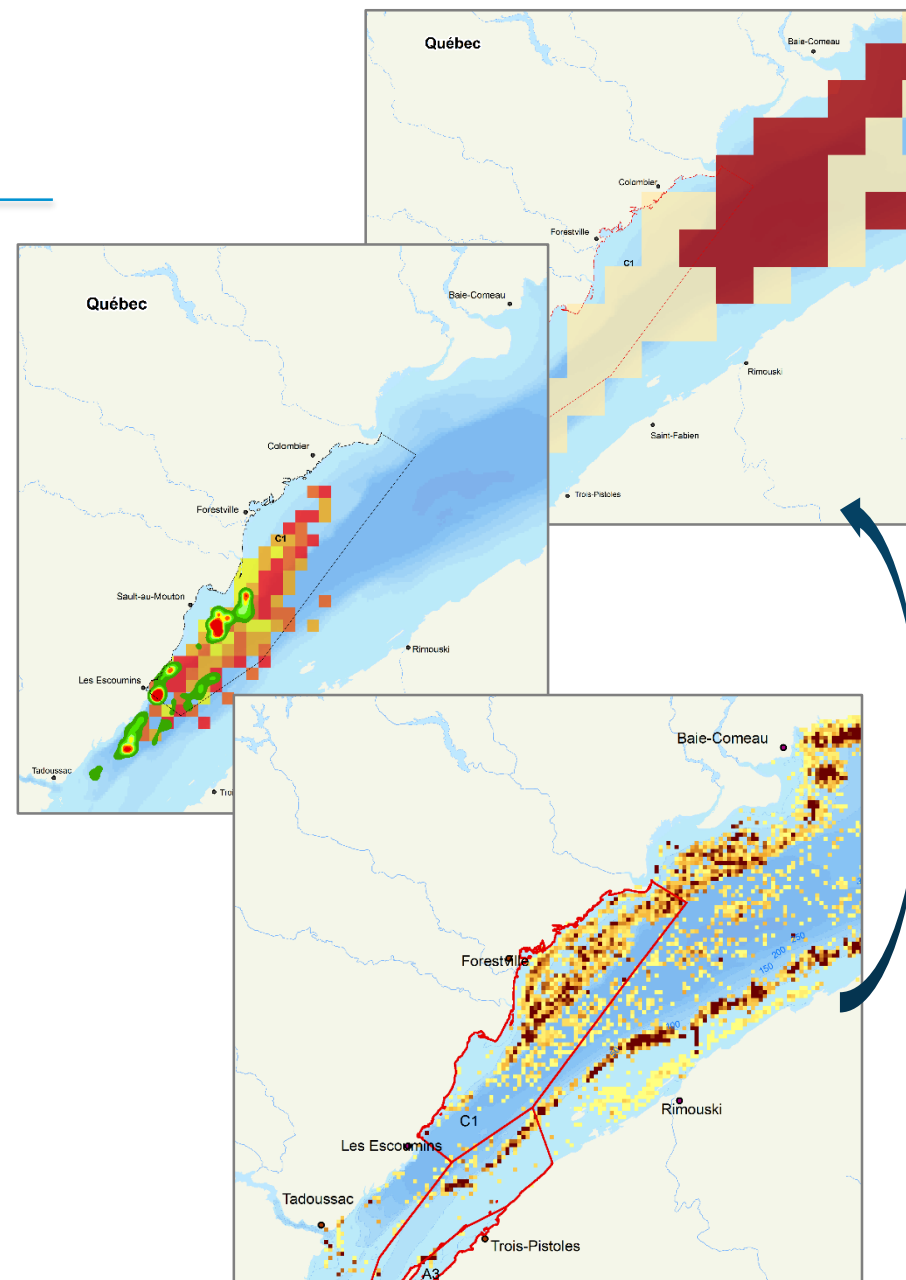 Québec
Baie-Comeau
Colombier
Forestville
C1
Rimouski
Saint-Fabien
Trois-Pistoles
Québec
Baie-Comeau
Colombier
Forestville
C1
Sault-au-Mouton
Rimouski
Les Escoumins
Tadoussac
Troi
Baie-Comeau
Forestville
200
250
150
100
Rimouski
C1
Les Escoumins
Tadoussac
Trois-Pistoles
A3